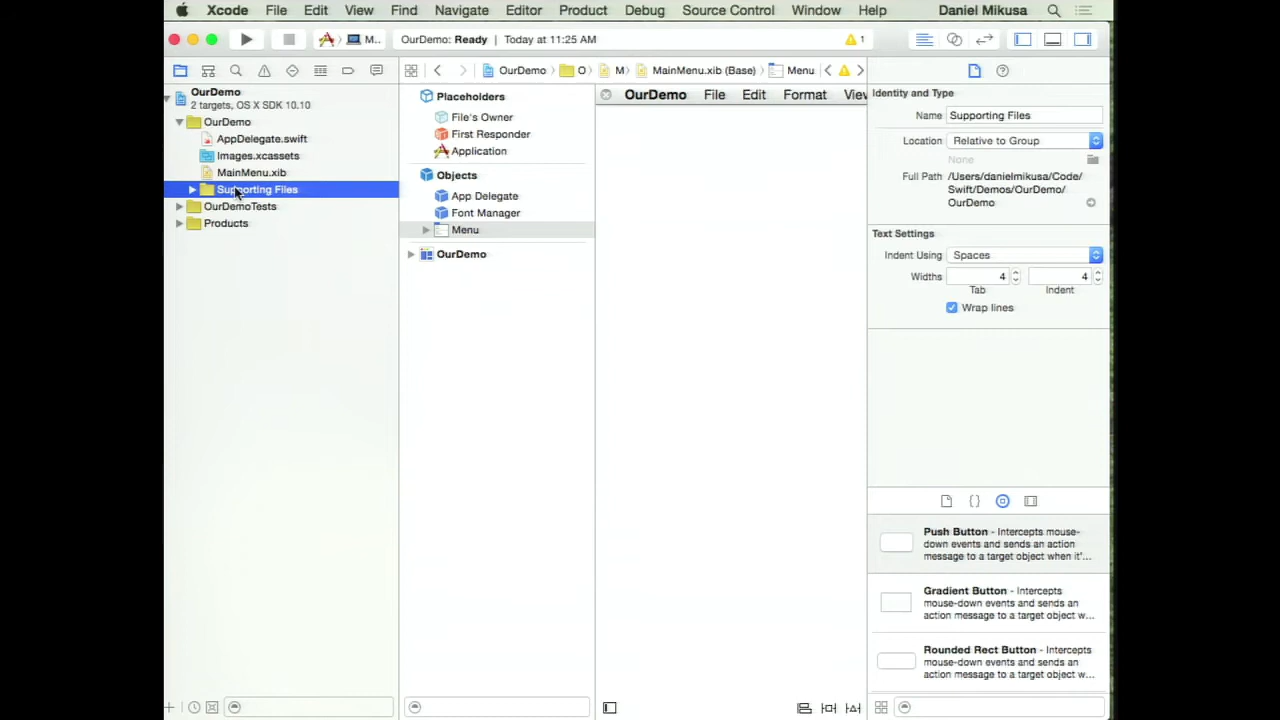 Xcode File Edit View Find Navigate Editor Product Debug Source Control Window Help Daniel Mikusa
M.. OurDemo: Ready | Today at 11:25 AM 1
OurDemo
2 targets, OS X SDK 10.10
OurDemo
AppDelegate.swift
Images.xcassets
MainMenu.xib
Supporting Files
OurDemoTests
Products
OurDemo O M MainMenu.xib (Base) Menu
Placeholders
File's Owner
First Responder
Application
Objects
App Delegate
Font Manager
Menu
OurDemo
OurDemo File Edit Format View
Identity and Type
Name Supporting Files
Location Relative to Group
None
Full Path /Users/danielmikusa/Code/
Swift/Demos/OurDemo/
OurDemo
Text Settings
Indent Using Spaces
Widths 4 4
Tab Indent
Wrap lines
Push Button - Intercepts mouse-
down events and sends an action
message to a target object when it'...
Gradient Button - Intercepts
mouse-down events and sends an
action message to a target object w...
Rounded Rect Button - Intercepts
mouse-down events and sends an
action message to a target object w...